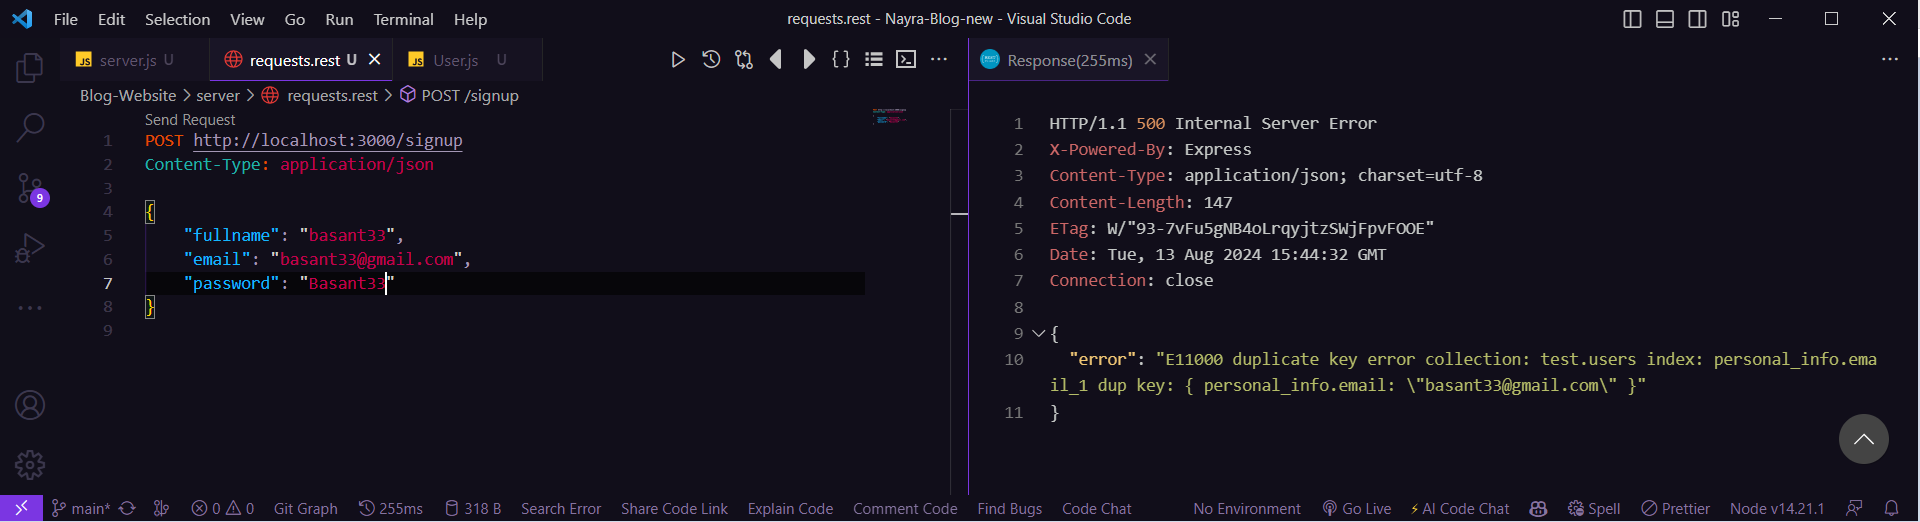 File Edit Selection View Go Run Terminal Help
requests.rest - Nayra-Blog-new - Visual Studio Code
JS server.js U
requests.rest U
JS User.js U
Response(255ms)
Blog-Website > server > requests.rest > POST /signup
Send Request
1 POST http://localhost:3000/signup
2 Content-Type: application/json
3
4 {
5 "fullname": "basant33",
6 "email": "basant33@gmail.com",
7 "password": "Basant33"
8 }
9
1 HTTP/1.1 500 Internal Server Error
2 X-Powered-By: Express
3 Content-Type: application/json; charset=utf-8
4 Content-Length: 147
5 ETag: W/"93-7vFu5gNB4oLrqyjtzSWjFpvFOOE"
6 Date: Tue, 13 Aug 2024 15:44:32 GMT
7 Connection: close
8
9 {
10 "error": "E11000 duplicate key error collection: test.users index: personal_info.ema
il_1 dup key: { personal_info.email: \"basant33@gmail.com\" }"
11 }
9
main* 0 0 Git Graph 255ms 318 B Search Error Share Code Link Explain Code Comment Code Find Bugs Code Chat No Environment Go Live AI Code Chat Spell Prettier Node v14.21.1